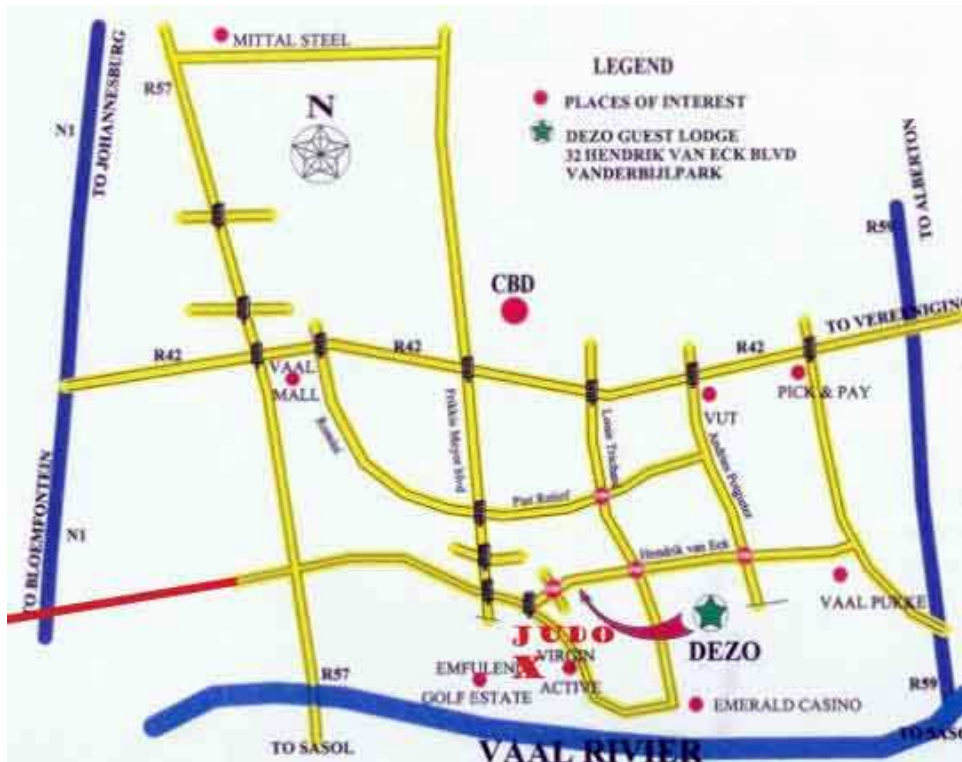 MITTAL STEEL
R57
N1
TO JOHANNESBURG
N
LEGEND
PLACES OF INTEREST
DEZO GUEST LODGE
32 HENDRIK VAN ECK BLVD
VANDERBIJLPARK
TO ALBERTON
R59
CBD
TO VEREENIGING
R42
R42
R42
VAAL
MALL
PICK & PAY
VUT
Frikkie Meyer blvd
Louis Trichardt
Andries Potgieter
Piet Retief
Hendrik van Eck
TO BLOEMFONTEIN
N1
VAAL PUKKE
JUDO
X
DEZO
EMFULENI
GOLF ESTATE
VIRGIN
ACTIVE
EMERALD CASINO
R57
R59
TO SASOL
VAAL RIVIER
TO SASOL